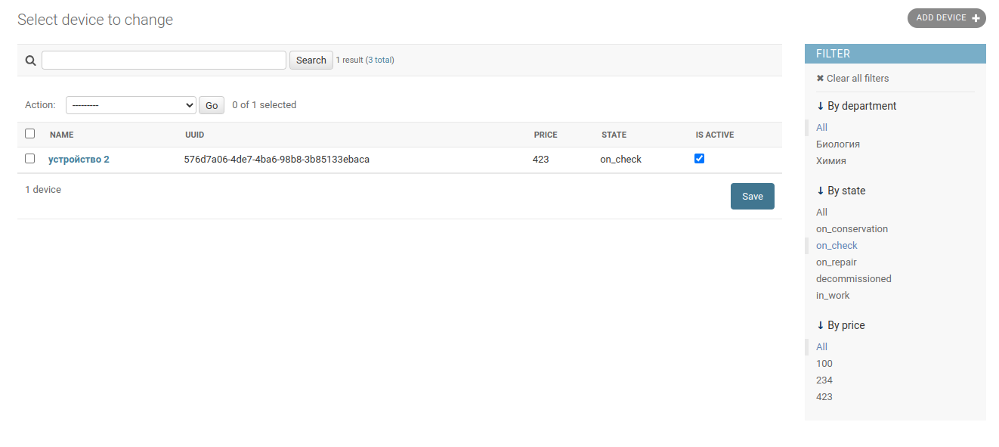 Select device to change
ADD DEVICE
Search 1 result (3 total)
Action: --------- Go 0 of 1 selected
NAME UUID PRICE STATE IS ACTIVE
устройство 2 576d7a06-4de7-4ba6-98b8-3b85133ebaca 423 on_check
1 device
Save
FILTER
✖ Clear all filters
↓ By department
All
Биология
Химия
↓ By state
All
on_conservation
on_check
on_repair
decommissioned
in_work
↓ By price
All
100
234
423